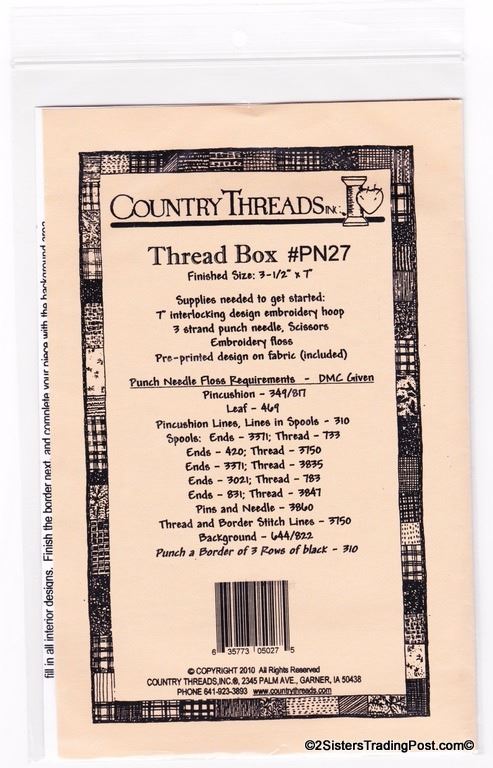 COUNTRY THREADS INC.
Thread Box #PN27
Finished Size: 3-1/2" x 7"
Supplies needed to get started:
7" interlocking design embroidery hoop
3 strand punch needle, Scissors
Embroidery floss
Pre-printed design on fabric (included)
Punch Needle Floss Requirements - DMC Given
Pincushion - 349/817
Leaf - 469
Pincushion Lines, Lines in Spools - 310
Spools: Ends - 3371; Thread - 733
Ends - 420; Thread - 3750
Ends - 3371; Thread - 3835
Ends - 3021; Thread - 783
Ends - 831; Thread - 3847
Pins and Needle - 3860
Thread and Border Stitch Lines - 3750
Background - 644/822
Punch a Border of 3 Rows of black - 310
6 35773 05027 5
© COPYRIGHT 2010 All Rights Reserved
COUNTRY THREADS,INC.®, 2345 PALM AVE., GARNER, IA 50438
PHONE 641-923-3893 www.countrythreads.com
fill in all interior designs. Finish the border next and complete your piece with the background area
©2SistersTradingPost.com©